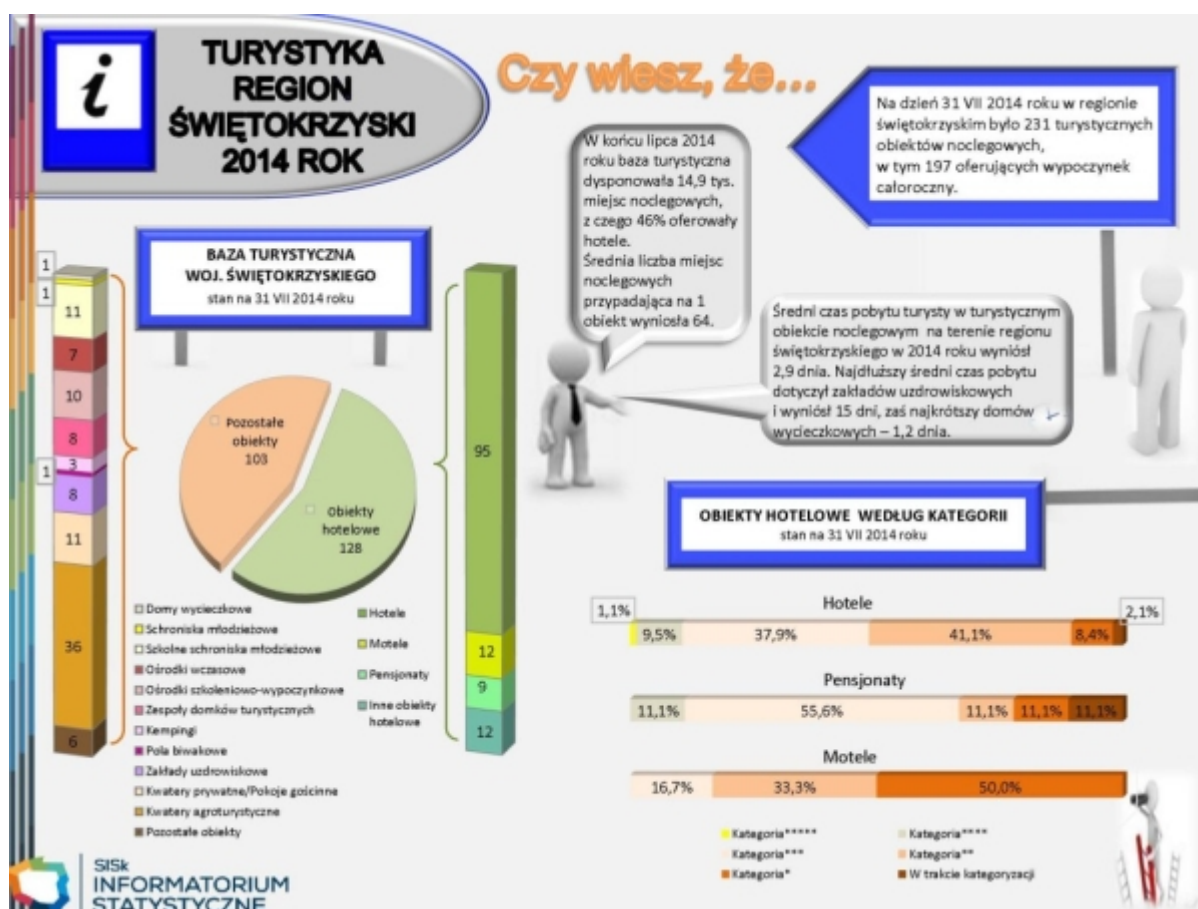 i
TURYSTYKA
REGION
ŚWIĘTOKRZYSKI
2014 ROK
Czy wiesz, że...
Na dzień 31 VII 2014 roku w regionie
świętokrzyskim było 231 turystycznych
obiektów noclegowych,
w tym 197 oferujących wypoczynek
całoroczny.
W końcu lipca 2014
roku baza turystyczna
dysponowała 14,9 tys.
miejsc noclegowych,
z czego 46% oferowały
hotele.
Średnia liczba miejsc
noclegowych
przypadająca na 1
obiekt wyniosła 64.
Średni czas pobytu turysty w turystycznym
obiekcie noclegowym na terenie regionu
świętokrzyskiego w 2014 roku wyniósł
2,9 dnia. Najdłuższy średni czas pobytu
dotyczył zakładów uzdrowiskowych
i wyniósł 15 dni, zaś najkrótszy domów
wycieczkowych – 1,2 dnia.
BAZA TURYSTYCZNA
WOJ. ŚWIĘTOKRZYSKIEGO
stan na 31 VII 2014 roku
1
1
11
7
10
8
3
1
8
11
36
6
Pozostałe
obiekty
103
Obiekty
hotelowe
128
95
12
9
12
Domy wycieczkowe
Schroniska młodzieżowe
Szkolne schroniska młodzieżowe
Ośrodki wczasowe
Ośrodki szkoleniowo-wypoczynkowe
Zespoły domków turystycznych
Kempingi
Pola biwakowe
Zakłady uzdrowiskowe
Kwatery prywatne/Pokoje gościnne
Kwatery agroturystyczne
Pozostałe obiekty
Hotele
Motele
Pensjonaty
Inne obiekty
hotelowe
OBIEKTY HOTELOWE WEDŁUG KATEGORII
stan na 31 VII 2014 roku
Hotele
1,1% 9,5% 37,9% 41,1% 8,4% 2,1%
Pensjonaty
11,1% 55,6% 11,1% 11,1% 11,1%
Motele
16,7% 33,3% 50,0%
Kategoria***** Kategoria****
Kategoria*** Kategoria**
Kategoria* W trakcie kategoryzacji
SISk
INFORMATORIUM
STATYSTYCZNE